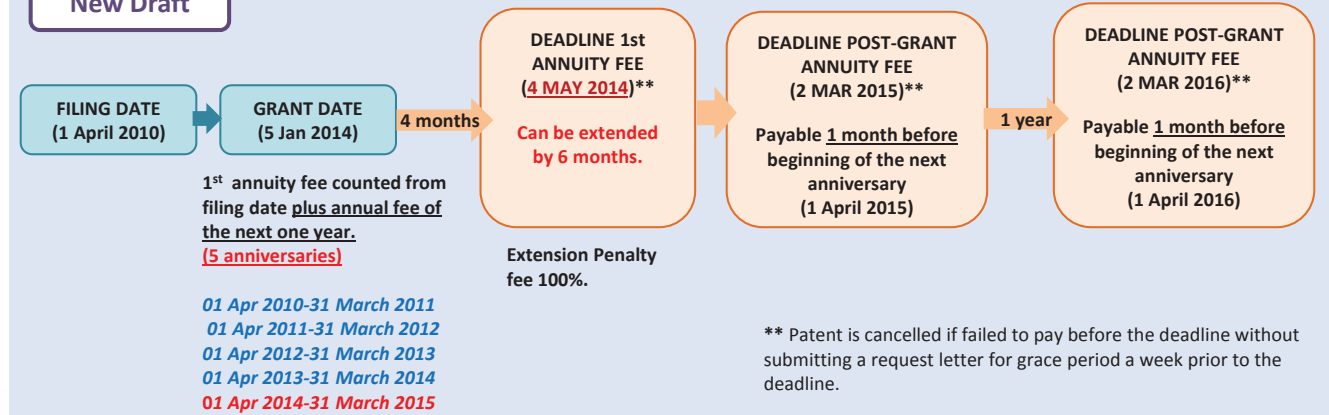 New Draft
FILING DATE
(1 April 2010)
GRANT DATE
(5 Jan 2014)
4 months
DEADLINE 1st
ANNUITY FEE
(4 MAY 2014)**
Can be extended
by 6 months.
DEADLINE POST-GRANT
ANNUITY FEE
(2 MAR 2015)**
Payable 1 month before
beginning of the next
anniversary
(1 April 2015)
1 year
DEADLINE POST-GRANT
ANNUITY FEE
(2 MAR 2016)**
Payable 1 month before
beginning of the next
anniversary
(1 April 2016)
1st annuity fee counted from
filing date plus annual fee of
the next one year.
(5 anniversaries)
01 Apr 2010-31 March 2011
01 Apr 2011-31 March 2012
01 Apr 2012-31 March 2013
01 Apr 2013-31 March 2014
01 Apr 2014-31 March 2015
Extension Penalty
fee 100%.
** Patent is cancelled if failed to pay before the deadline without
submitting a request letter for grace period a week prior to the
deadline.